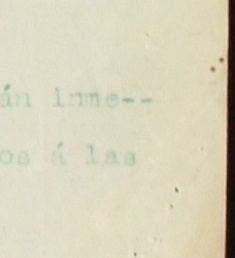 án inme--
os á las